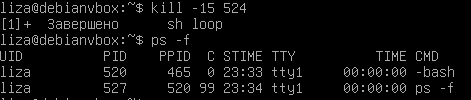 liza@debianvbox:~$ kill -15 524
[1]+  Завершено      sh loop
liza@debianvbox:~$ ps -f
UID          PID    PPID  C STIME TTY          TIME CMD
liza         520     465  0 23:33 tty1     00:00:00 -bash
liza         527     520 99 23:34 tty1     00:00:00 ps -f